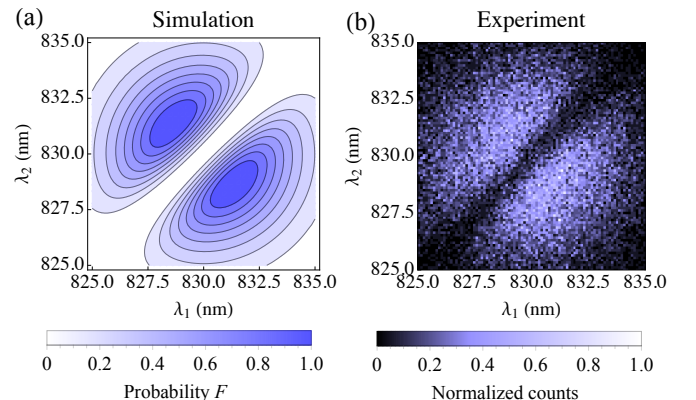 (a) Simulation
835.0
832.5
830.0
827.5
825.0
λ2 (nm)
825.0 827.5 830.0 832.5 835.0
λ1 (nm)
0 0.2 0.4 0.6 0.8 1.0
Probability F
(b) Experiment
835.0
832.5
830.0
827.5
825.0
λ2 (nm)
825.0 827.5 830.0 832.5 835.0
λ1 (nm)
0 0.2 0.4 0.6 0.8 1.0
Normalized counts